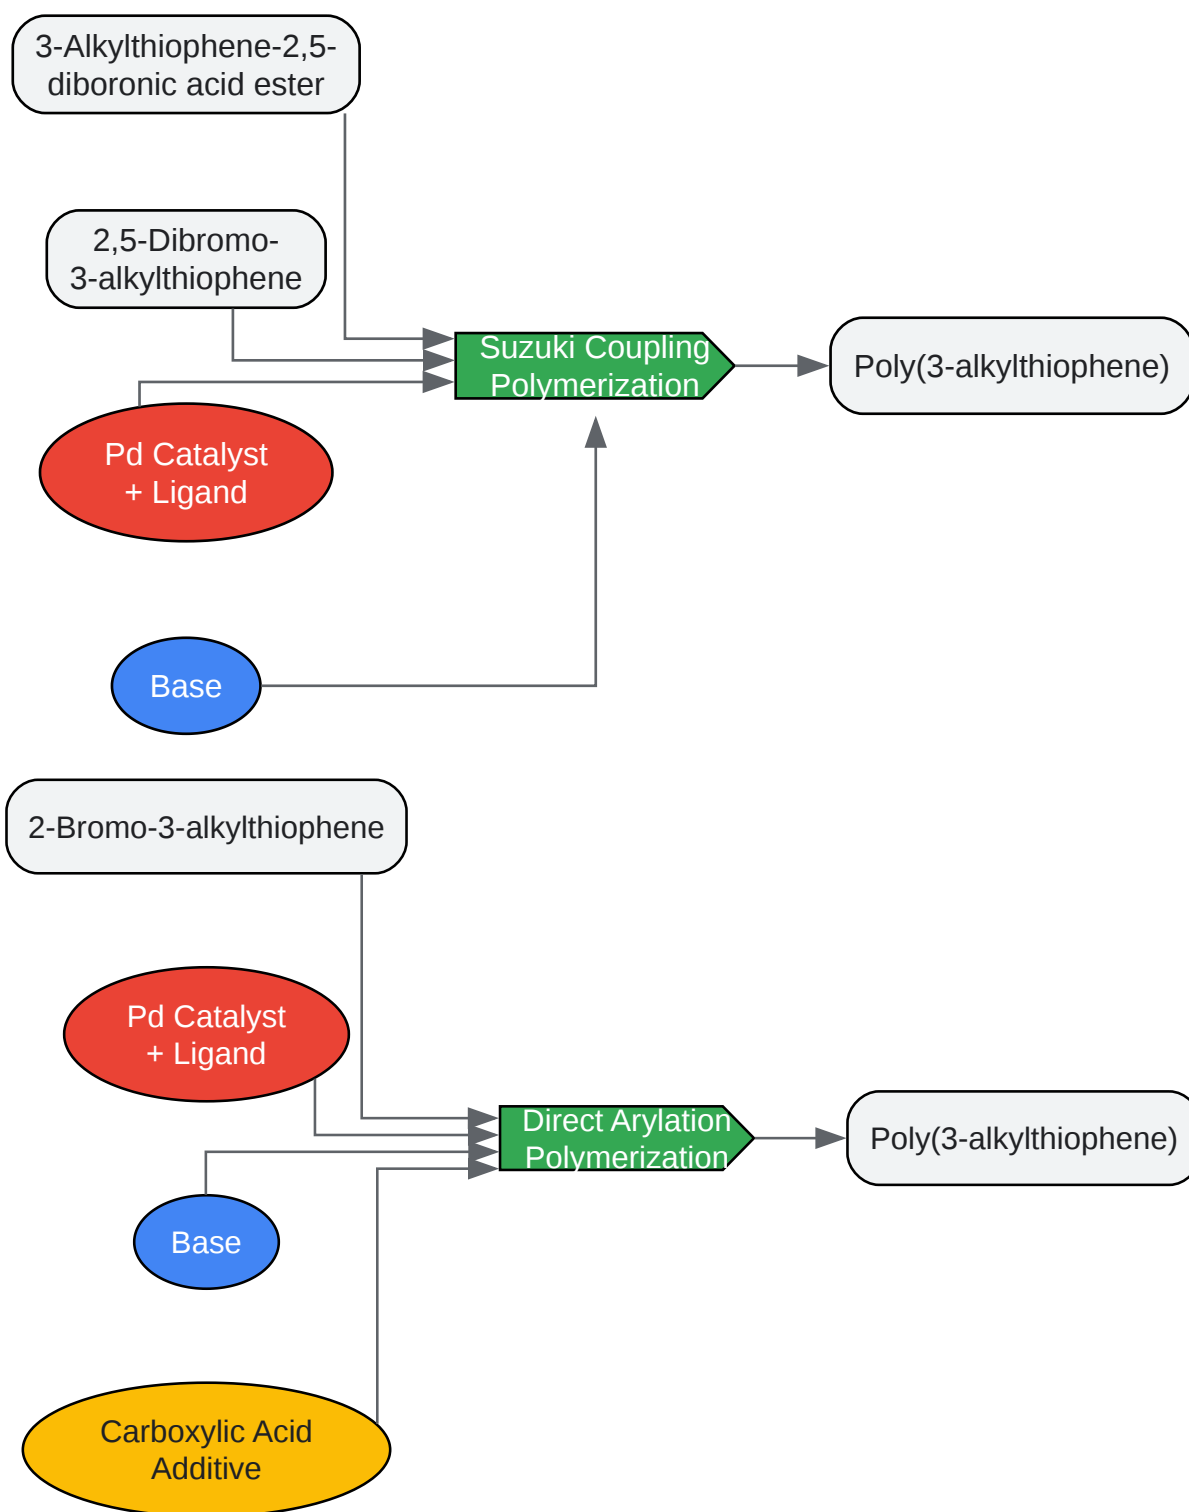 3-Alkylthiophene-2,5-
diboronic acid ester
2,5-Dibromo-
3-alkylthiophene
Suzuki Coupling
Polymerization
Poly(3-alkylthiophene)
Pd Catalyst
+ Ligand
Base
2-Bromo-3-alkylthiophene
Pd Catalyst
+ Ligand
Direct Arylation
Polymerization
Poly(3-alkylthiophene)
Base
Carboxylic Acid
Additive